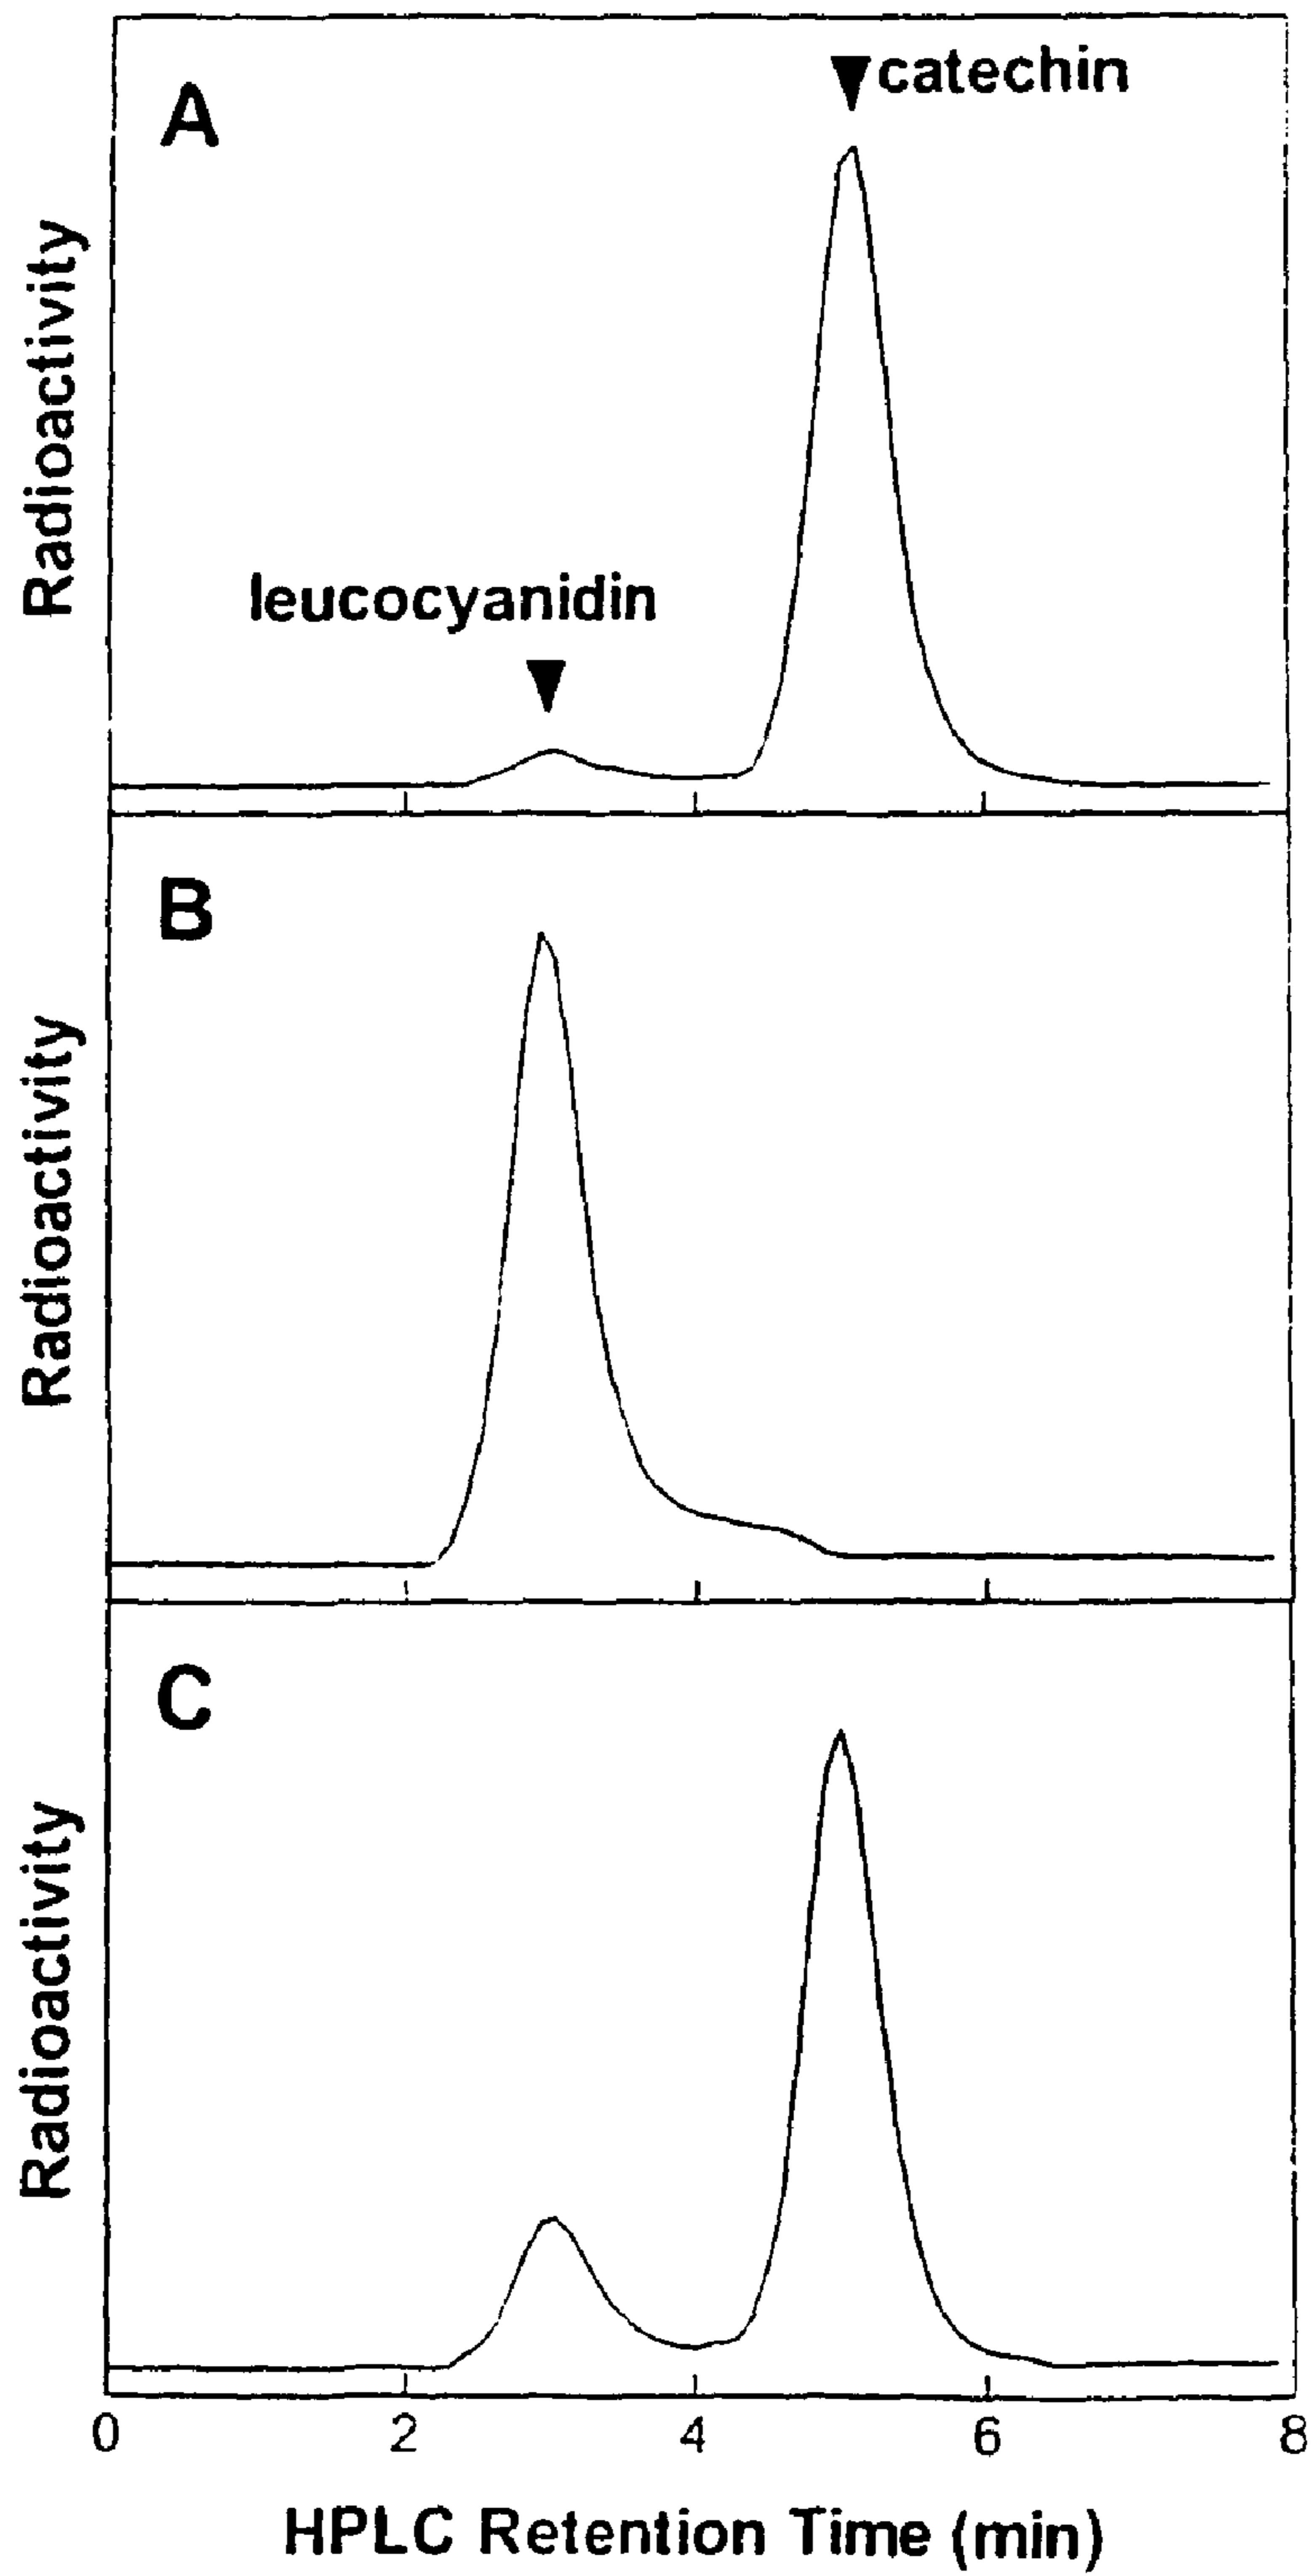 A
catechin
Radioactivity
leucocyanidin
B
Radioactivity
C
Radioactivity
0 2 4 6 8
HPLC Retention Time (min)